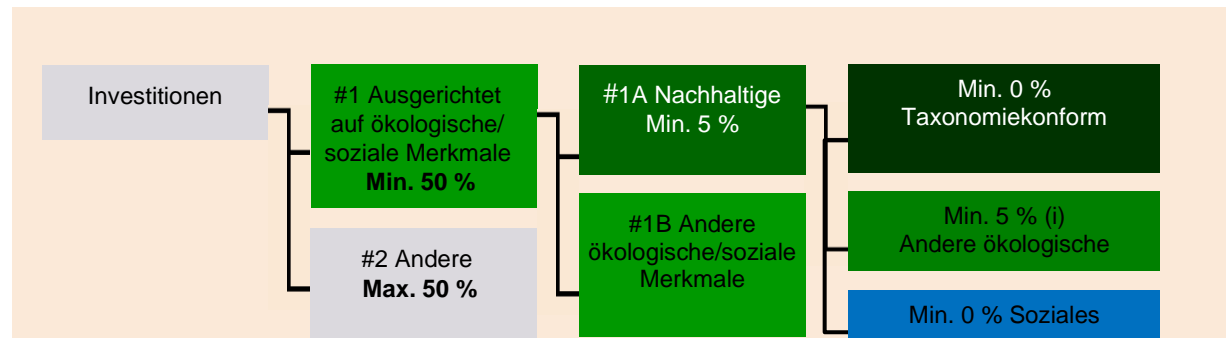 Investitionen
#1 Ausgerichtet
auf ökologische/
soziale Merkmale
Min. 50 %
#2 Andere
Max. 50 %
#1A Nachhaltige
Min. 5 %
#1B Andere
ökologische/soziale
Merkmale
Min. 0 %
Taxonomiekonform
Min. 5 % (i)
Andere ökologische
Min. 0 % Soziales